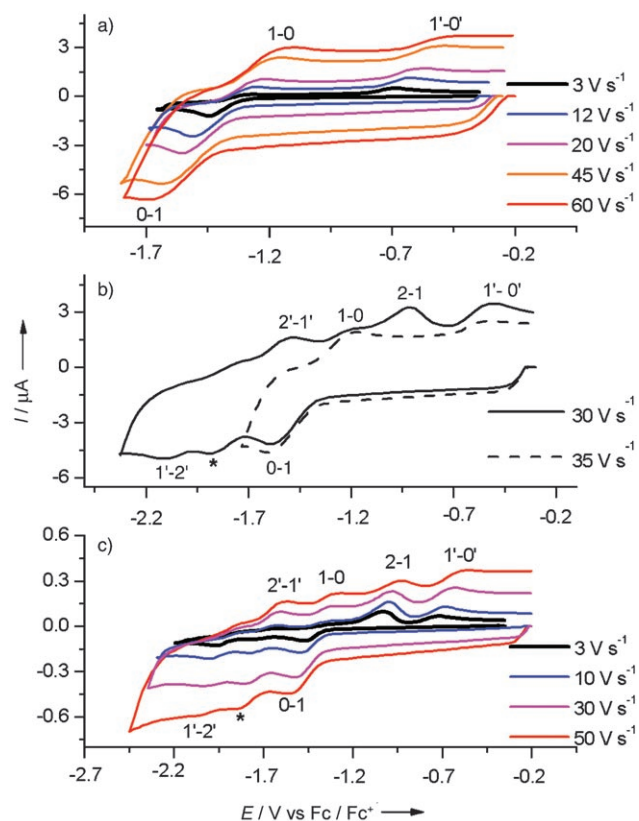 a)
1-0
1'-0'
3
0
-3
-6
0-1
3 V s⁻¹
12 V s⁻¹
20 V s⁻¹
45 V s⁻¹
60 V s⁻¹
-1.7
-1.2
-0.7
-0.2
b)
2'-1'
1-0
2-1
1'- 0'
3
0
-3
-6
I / µA
1'-2'
*
0-1
30 V s⁻¹
35 V s⁻¹
-2.2
-1.7
-1.2
-0.7
-0.2
c)
2'-1'
1-0
2-1
1'-0'
0.6
0.3
0.0
-0.3
-0.6
1'-2'
*
0-1
3 V s⁻¹
10 V s⁻¹
30 V s⁻¹
50 V s⁻¹
-2.7
-2.2
-1.7
-1.2
-0.7
-0.2
E / V vs Fc / Fc⁺